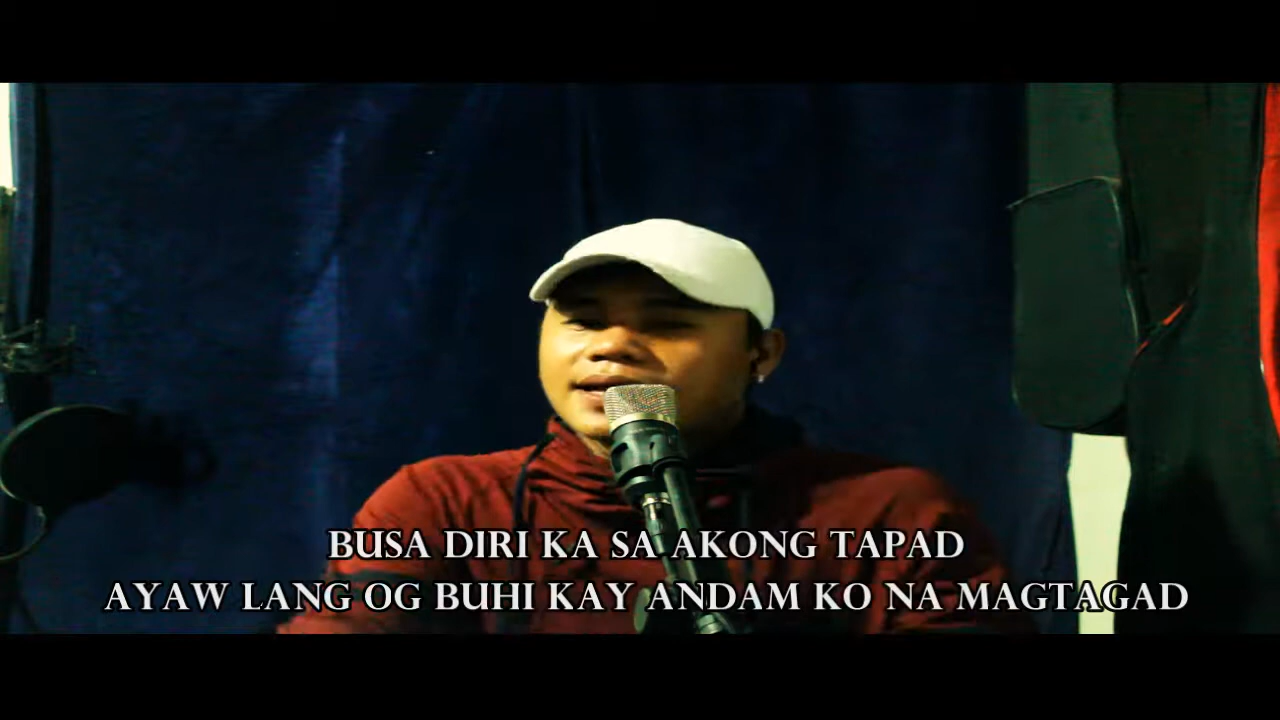 BUSA DIRI KA SA AKONG TAPAD
AYAW LANG OG BUHI KAY ANDAM KO NA MAGTAGAD